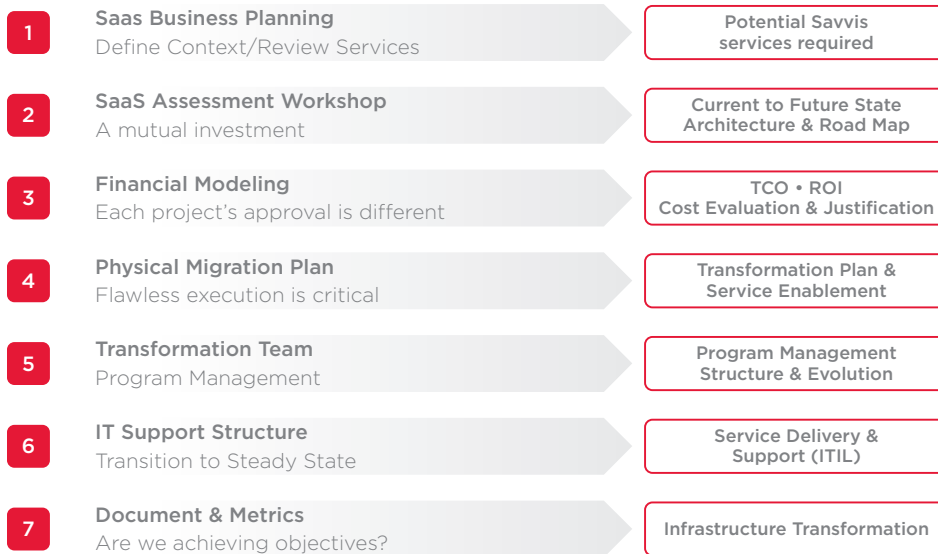 1
Saas Business Planning
Define Context/Review Services
Potential Savvis
services required
2
SaaS Assessment Workshop
A mutual investment
Current to Future State
Architecture & Road Map
3
Financial Modeling
Each project's approval is different
TCO • ROI
Cost Evaluation & Justification
4
Physical Migration Plan
Flawless execution is critical
Transformation Plan &
Service Enablement
5
Transformation Team
Program Management
Program Management
Structure & Evolution
6
IT Support Structure
Transition to Steady State
Service Delivery &
Support (ITIL)
7
Document & Metrics
Are we achieving objectives?
Infrastructure Transformation